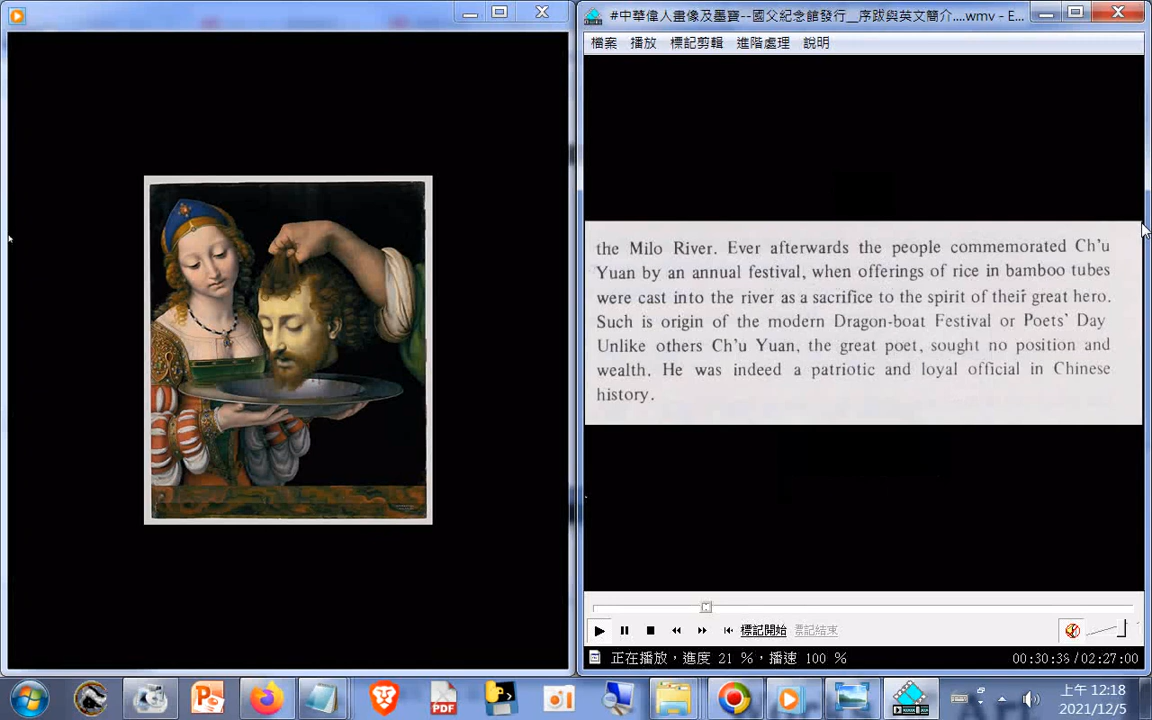 #中華偉人畫像及墨寶--國父紀念館發行__序跋與英文簡介....wmv - E...
檔案 播放 標記剪輯 進階處理 說明
the Milo River. Ever afterwards the people commemorated Ch'u
Yuan by an annual festival, when offerings of rice in bamboo tubes
were cast into the river as a sacrifice to the spirit of their great hero.
Such is origin of the modern Dragon-boat Festival or Poets' Day
Unlike others Ch'u Yuan, the great poet, sought no position and
wealth. He was indeed a patriotic and loyal official in Chinese
history.
標記開始 標記結束
正在播放，進度 21 %，播速 100 %
00:30:36 /02:27:00
PDF
上午 12:18
2021/12/5